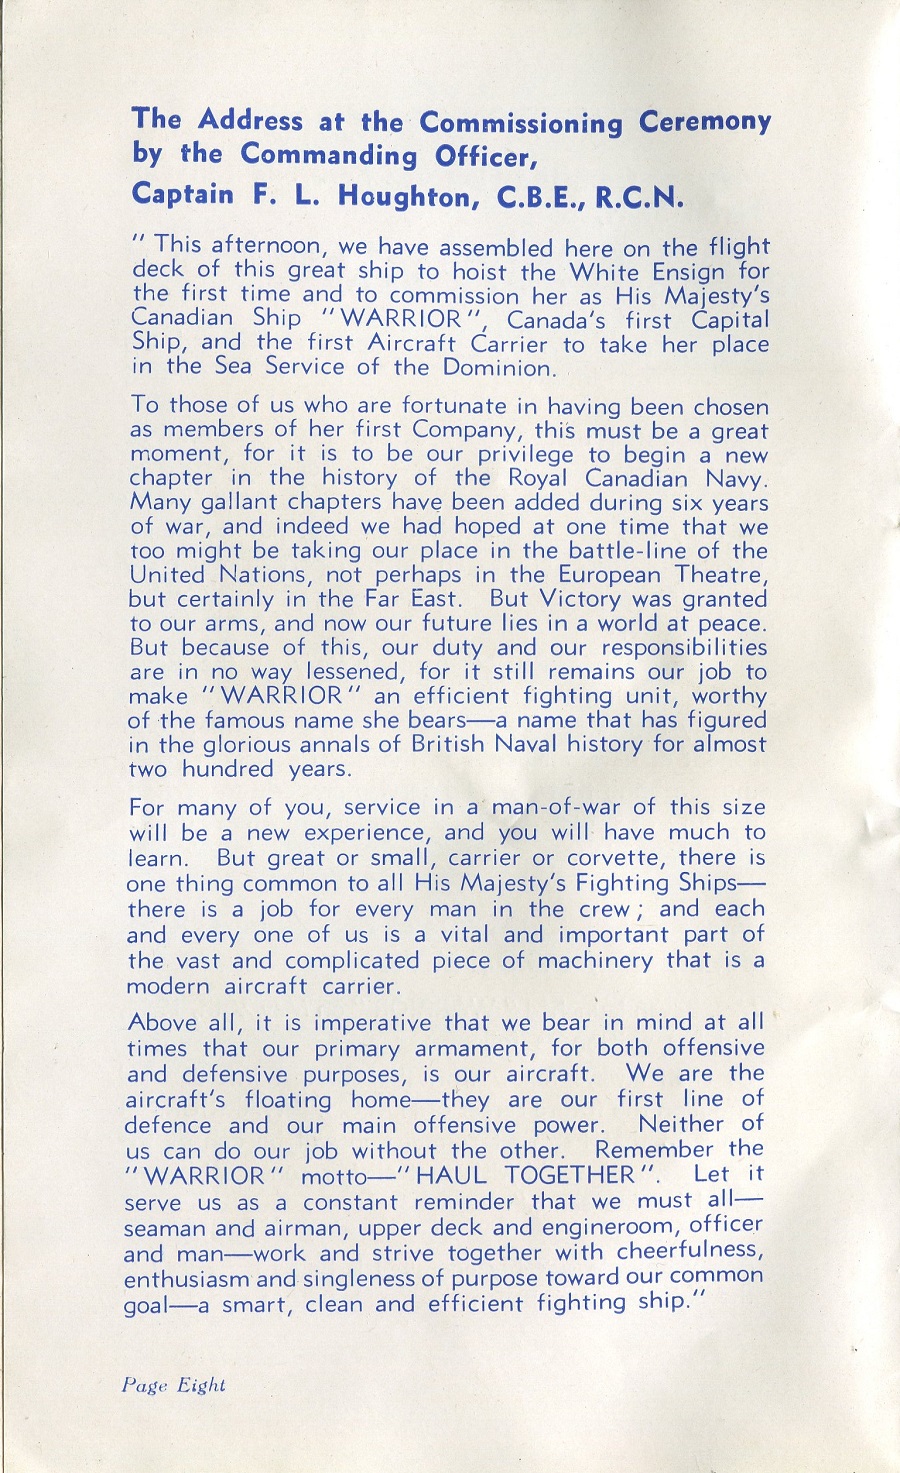 The Address at the Commissioning Ceremony
by the Commanding Officer,
Captain F. L. Houghton, C.B.E., R.C.N.
" This afternoon, we have assembled here on the flight
deck of this great ship to hoist the White Ensign for
the first time and to commission her as His Majesty's
Canadian Ship "WARRIOR", Canada's first Capital
Ship, and the first Aircraft Carrier to take her place
in the Sea Service of the Dominion.
To those of us who are fortunate in having been chosen
as members of her first Company, this must be a great
moment, for it is to be our privilege to begin a new
chapter in the history of the Royal Canadian Navy.
Many gallant chapters have been added during six years
of war, and indeed we had hoped at one time that we
too might be taking our place in the battle-line of the
United Nations, not perhaps in the European Theatre,
but certainly in the Far East. But Victory was granted
to our arms, and now our future lies in a world at peace.
But because of this, our duty and our responsibilities
are in no way lessened, for it still remains our job to
make "WARRIOR" an efficient fighting unit, worthy
of the famous name she bears—a name that has figured
in the glorious annals of British Naval history for almost
two hundred years.
For many of you, service in a man-of-war of this size
will be a new experience, and you will have much to
learn. But great or small, carrier or corvette, there is
one thing common to all His Majesty's Fighting Ships—
there is a job for every man in the crew; and each
and every one of us is a vital and important part of
the vast and complicated piece of machinery that is a
modern aircraft carrier.
Above all, it is imperative that we bear in mind at all
times that our primary armament, for both offensive
and defensive purposes, is our aircraft. We are the
aircraft's floating home—they are our first line of
defence and our main offensive power. Neither of
us can do our job without the other. Remember the
"WARRIOR" motto—"HAUL TOGETHER". Let it
serve us as a constant reminder that we must all—
seaman and airman, upper deck and engineroom, officer
and man—work and strive together with cheerfulness,
enthusiasm and singleness of purpose toward our common
goal—a smart, clean and efficient fighting ship."
Page Eight